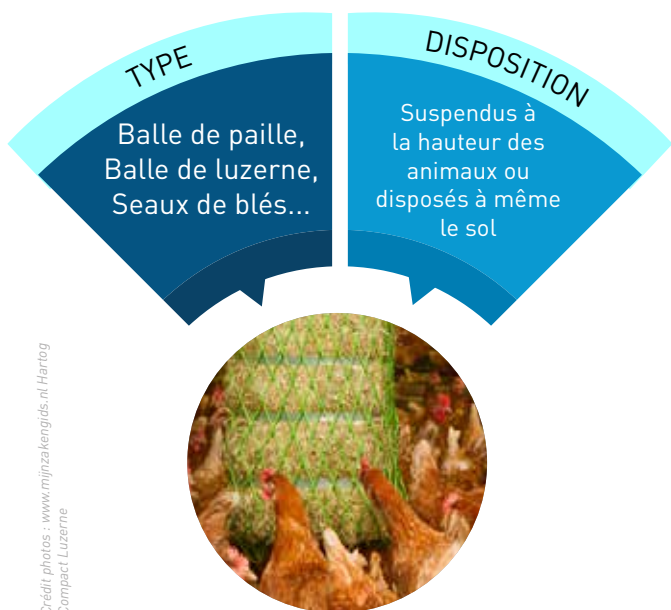 TYPE
Balle de paille,
Balle de luzerne,
Seaux de blés...
DISPOSITION
Suspendus à
la hauteur des
animaux ou
disposés à même
le sol
Crédit photos : www.mijnzakengids.nl Hartog
Compact Luzerne